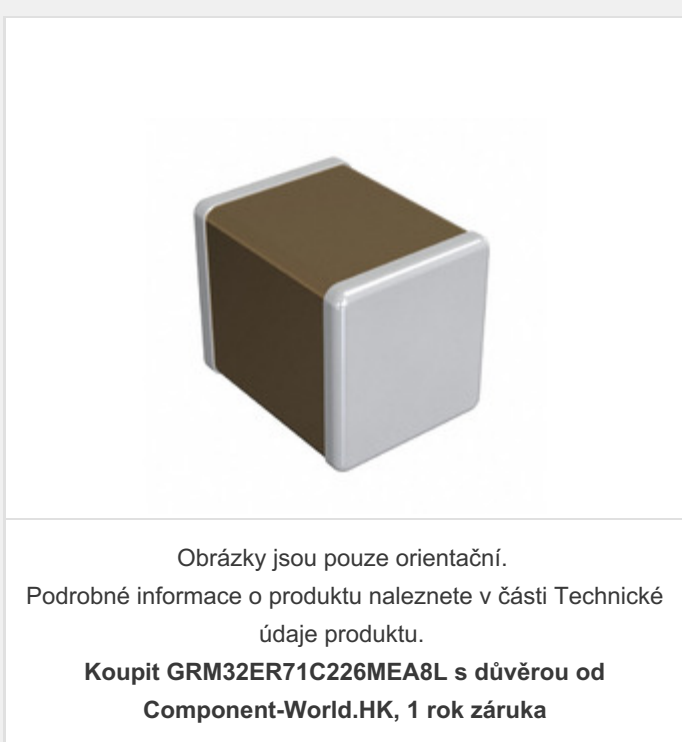 Obrázky jsou pouze orientační.
Podrobné informace o produktu naleznete v části Technické
údaje produktu.
Koupit GRM32ER71C226MEA8L s důvěrou od
Component-World.HK, 1 rok záruka